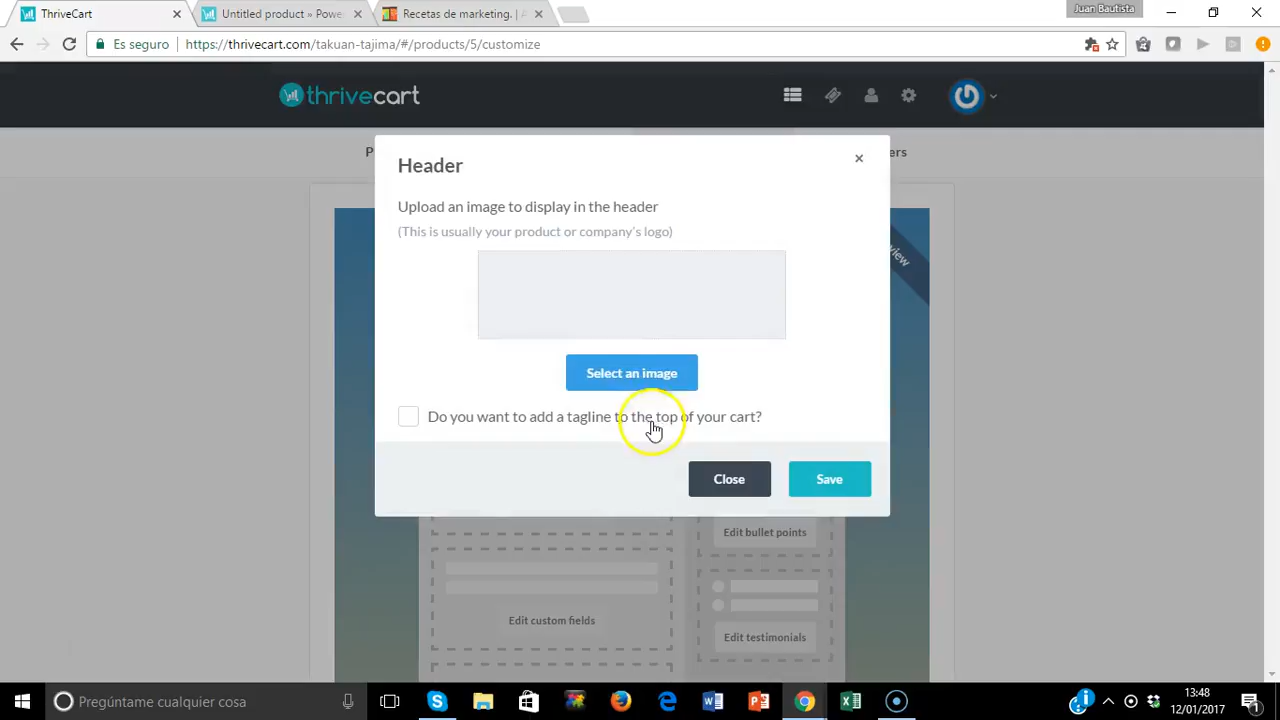 ThriveCart
Untitled product » Powe
Recetas de marketing. | A
Juan Bautista
Es seguro
https://thrivecart.com/takuan-tajima/#/products/5/customize
thrivecart
P
ers
Header
Upload an image to display in the header
(This is usually your product or company's logo)
view
Select an image
Do you want to add a tagline to the top of your cart?
Close
Save
Edit bullet points
Edit custom fields
Edit testimonials
Pregúntame cualquier cosa
13:48
12/01/2017